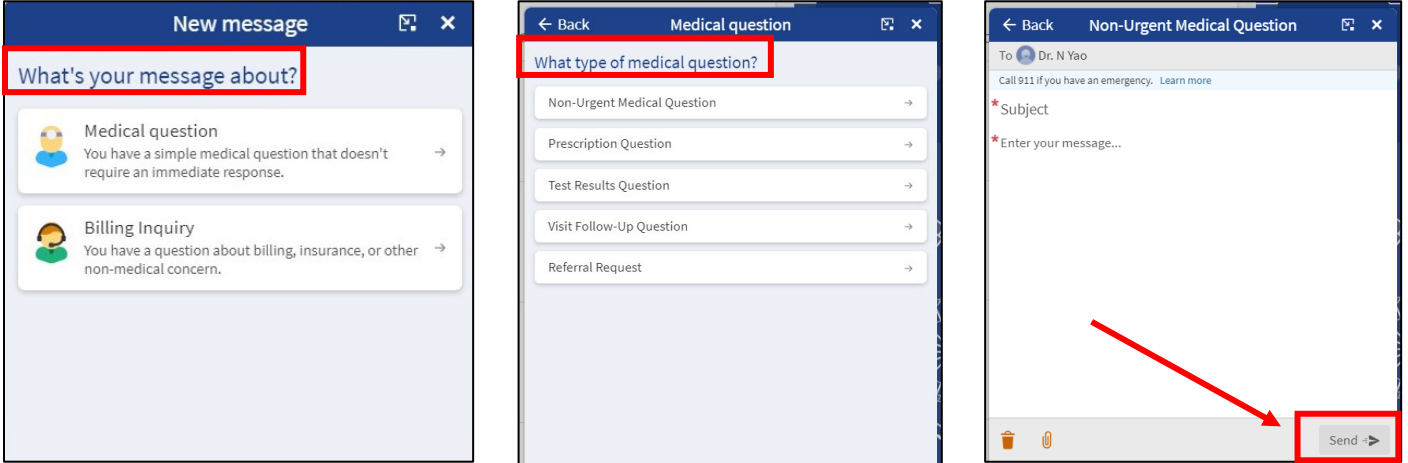 New message
What's your message about?
Medical question
You have a simple medical question that doesn't
require an immediate response.
Billing Inquiry
You have a question about billing, insurance, or other
non-medical concern.
Back
Medical question
What type of medical question?
Non-Urgent Medical Question
Prescription Question
Test Results Question
Visit Follow-Up Question
Referral Request
Back
Non-Urgent Medical Question
To Dr. N Yao
Call 911 if you have an emergency. Learn more
*Subject
*Enter your message...
Send